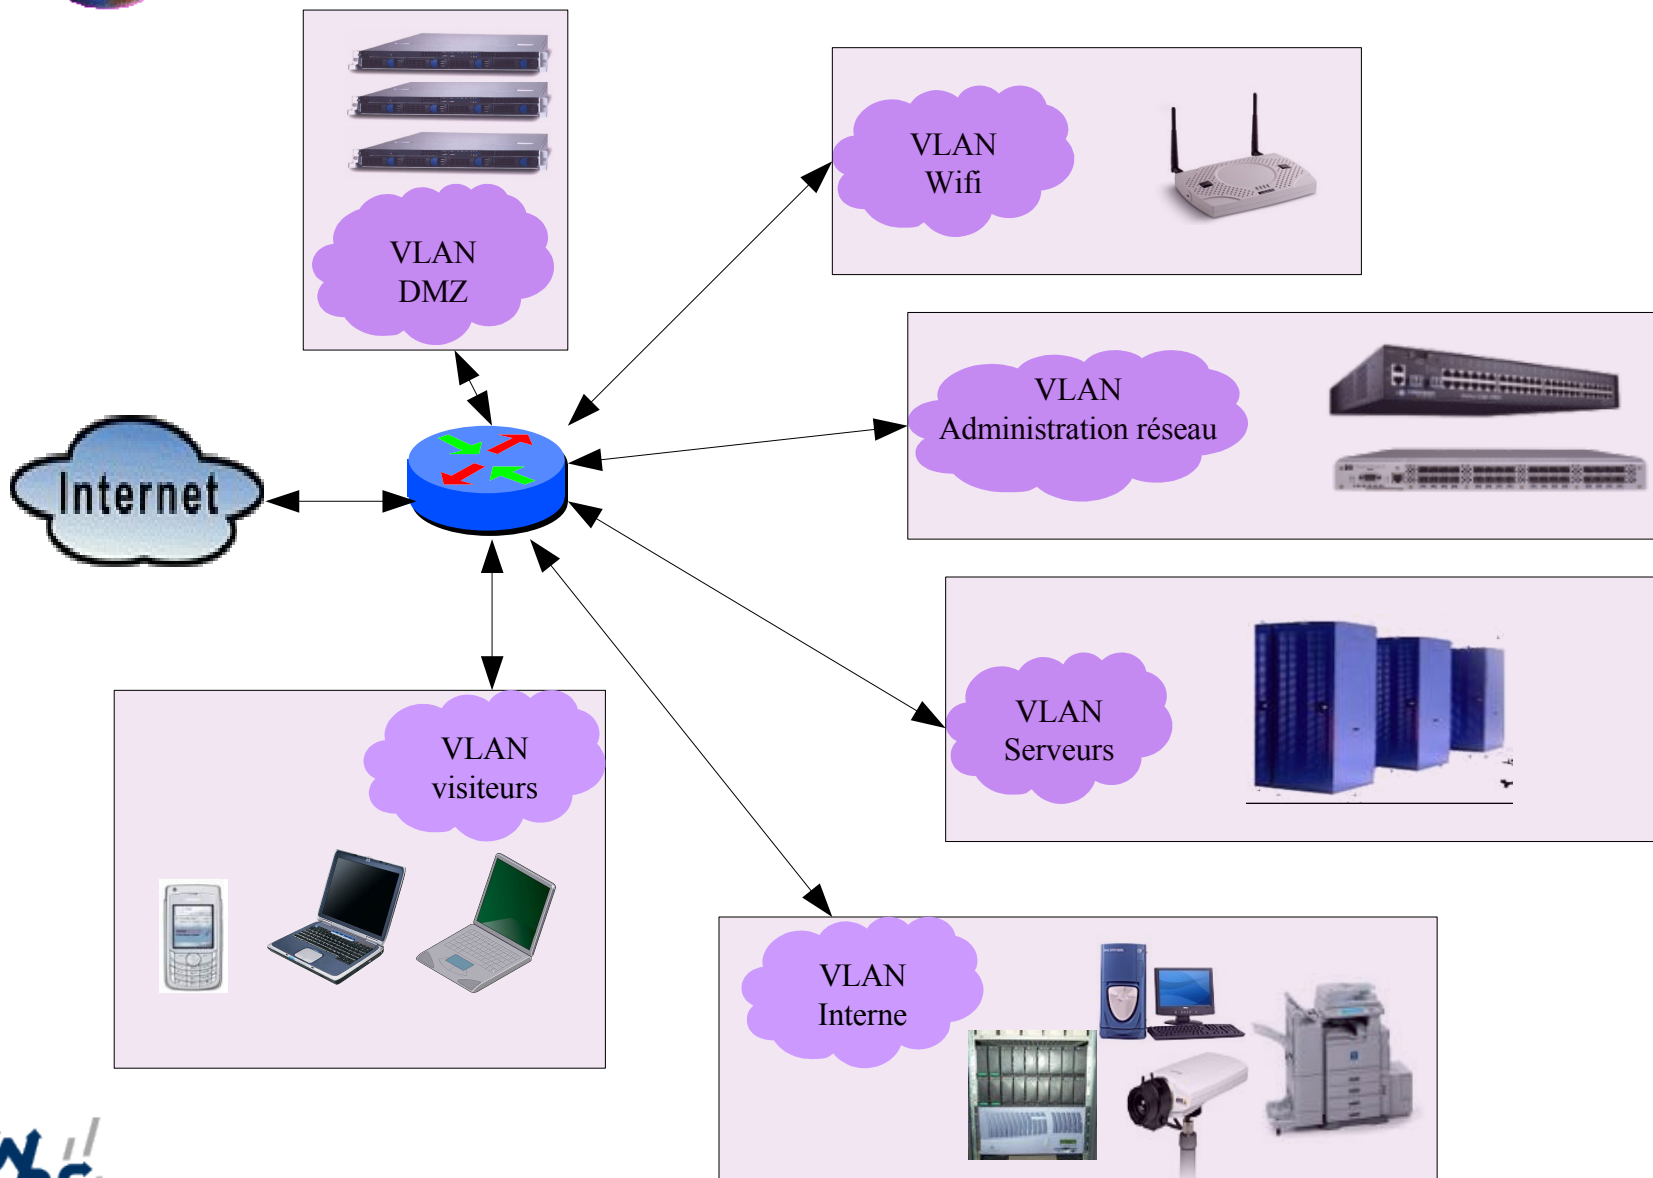 VLAN
DMZ
VLAN
Wifi
VLAN
Administration réseau
Internet
VLAN
Serveurs
VLAN
visiteurs
VLAN
Interne